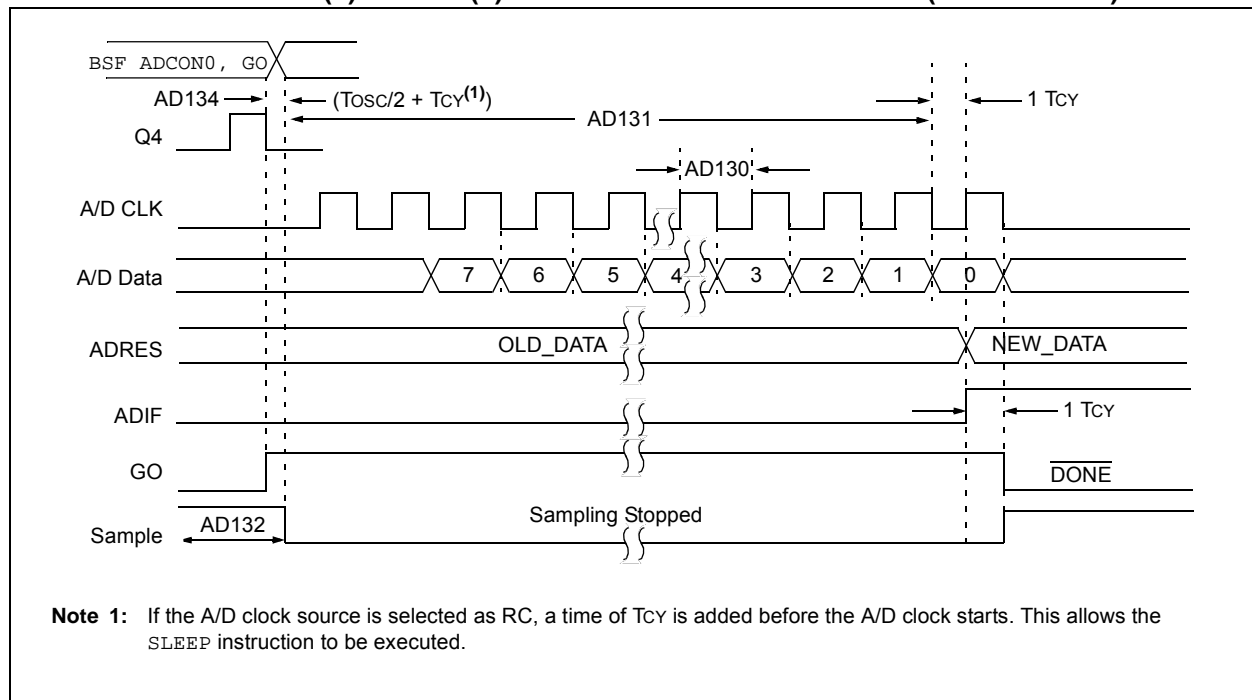 BSF ADCON0, GO
AD134
(TOSC/2 + TCY(1))
1 TCY
AD131
Q4
AD130
A/D CLK
A/D Data
7 6 5 4 3 2 1 0
ADRES
OLD_DATA
NEW_DATA
ADIF
1 TCY
GO
DONE
Sample
AD132
Sampling Stopped
Note 1: If the A/D clock source is selected as RC, a time of TCY is added before the A/D clock starts. This allows the
SLEEP instruction to be executed.